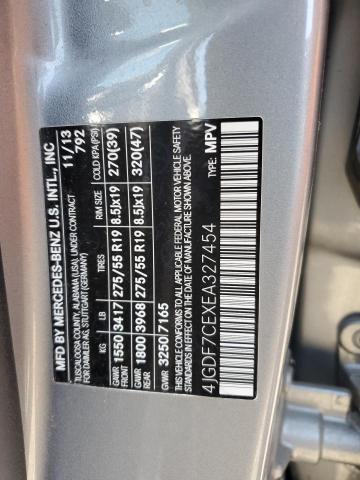 MFD BY MERCEDES-BENZ U.S. INTL., INC
TUSCALOOSA COUNTY, ALABAMA (USA), UNDER CONTRACT 11/13
FOR DAIMLER AG, STUTTGART (GERMANY) 792
KG LB TIRES RIM SIZE COLD KPA(PSI)
GAWR FRT 1550 3417 275/55 R19 8.5Jx19 270(39)
GAWR 1800 3968 275/55 R19 8.5Jx19 320(47)
GVWR 3250 7165
THIS VEHICLE CONFORMS TO ALL APPLICABLE FEDERAL MOTOR VEHICLE SAFETY
STANDARDS IN EFFECT ON THE DATE OF MANUFACTURE SHOWN ABOVE.
4JGDF7CEXEA327454 TYPE: MPV